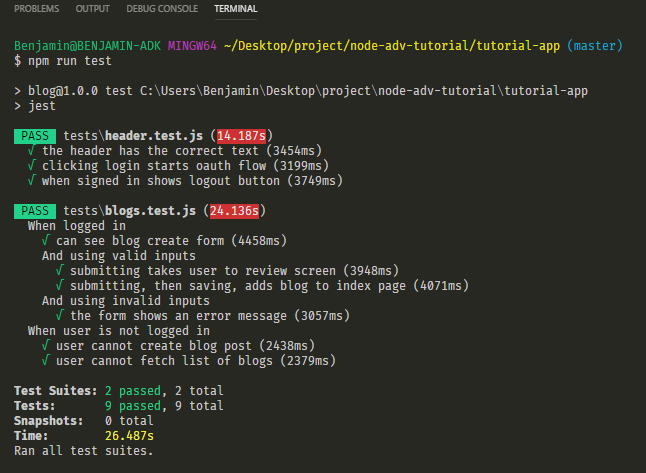 PROBLEMS OUTPUT DEBUG CONSOLE TERMINAL
Benjamin@BENJAMIN-ADK MINGW64 ~/Desktop/project/node-adv-tutorial/tutorial-app (master)
$ npm run test
> blog@1.0.0 test C:\Users\Benjamin\Desktop\project\node-adv-tutorial\tutorial-app
> jest
PASS tests\header.test.js (14.187s)
√ the header has the correct text (3454ms)
√ clicking login starts oauth flow (3199ms)
√ when signed in shows logout button (3749ms)
PASS tests\blogs.test.js (24.136s)
When logged in
√ can see blog create form (4458ms)
And using valid inputs
√ submitting takes user to review screen (3948ms)
√ submitting, then saving, adds blog to index page (4071ms)
And using invalid inputs
√ the form shows an error message (3057ms)
When user is not logged in
√ user cannot create blog post (2438ms)
√ user cannot fetch list of blogs (2379ms)
Test Suites: 2 passed, 2 total
Tests: 9 passed, 9 total
Snapshots: 0 total
Time: 26.487s
Ran all test suites.